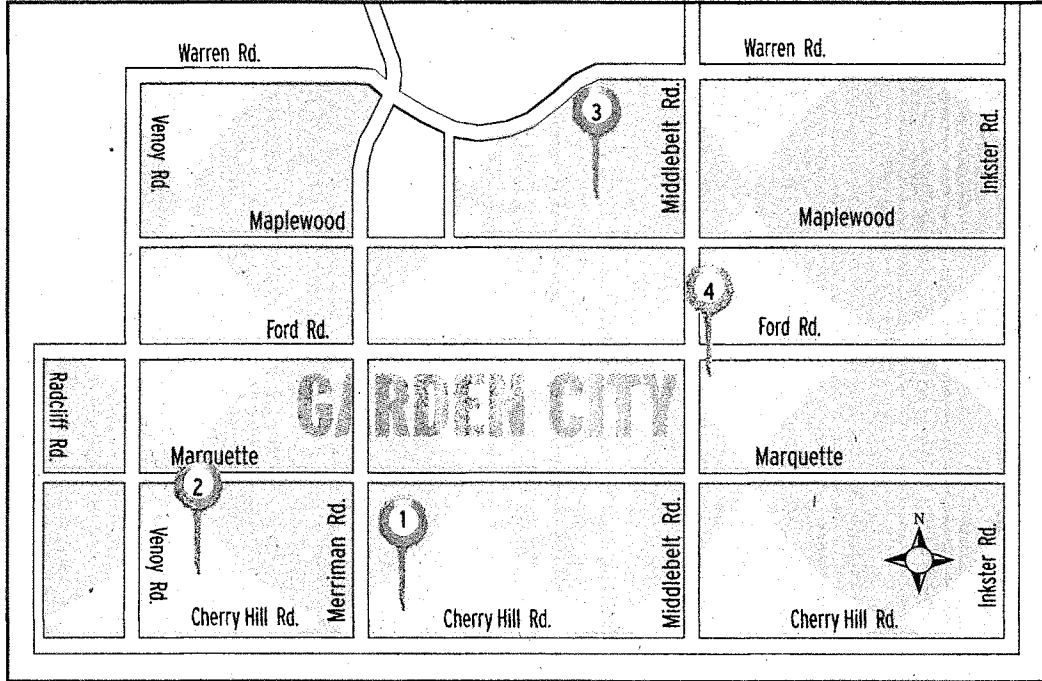 Warren Rd.
Warren Rd.
Venoy Rd.
3
Middlebelt Rd.
Inkster Rd.
Maplewood
Maplewood
4
Ford Rd.
Ford Rd.
Radcliff Rd.
GARDEN CITY
Marquette
Marquette
2
1
Venoy Rd.
Merriman Rd.
Middlebelt Rd.
N
Inkster Rd.
Cherry Hill Rd.
Cherry Hill Rd.
Cherry Hill Rd.